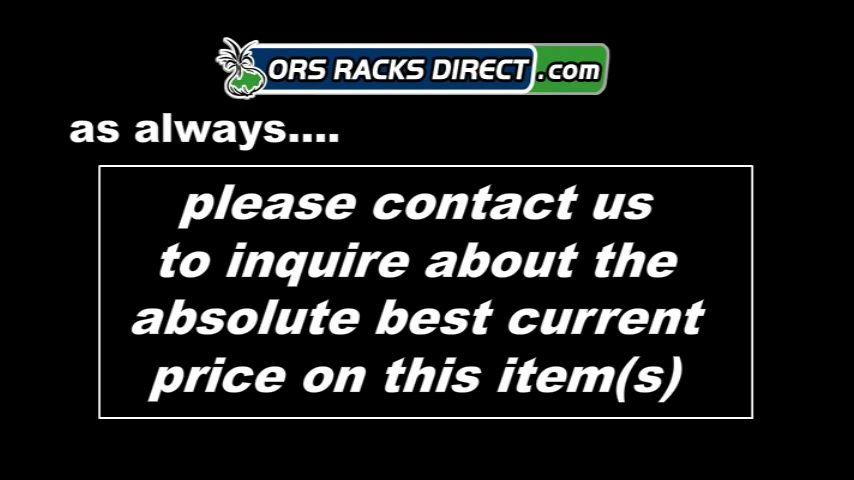 ORS RACKS DIRECT.com
as always....
please contact us
to inquire about the
absolute best current
price on this item(s)